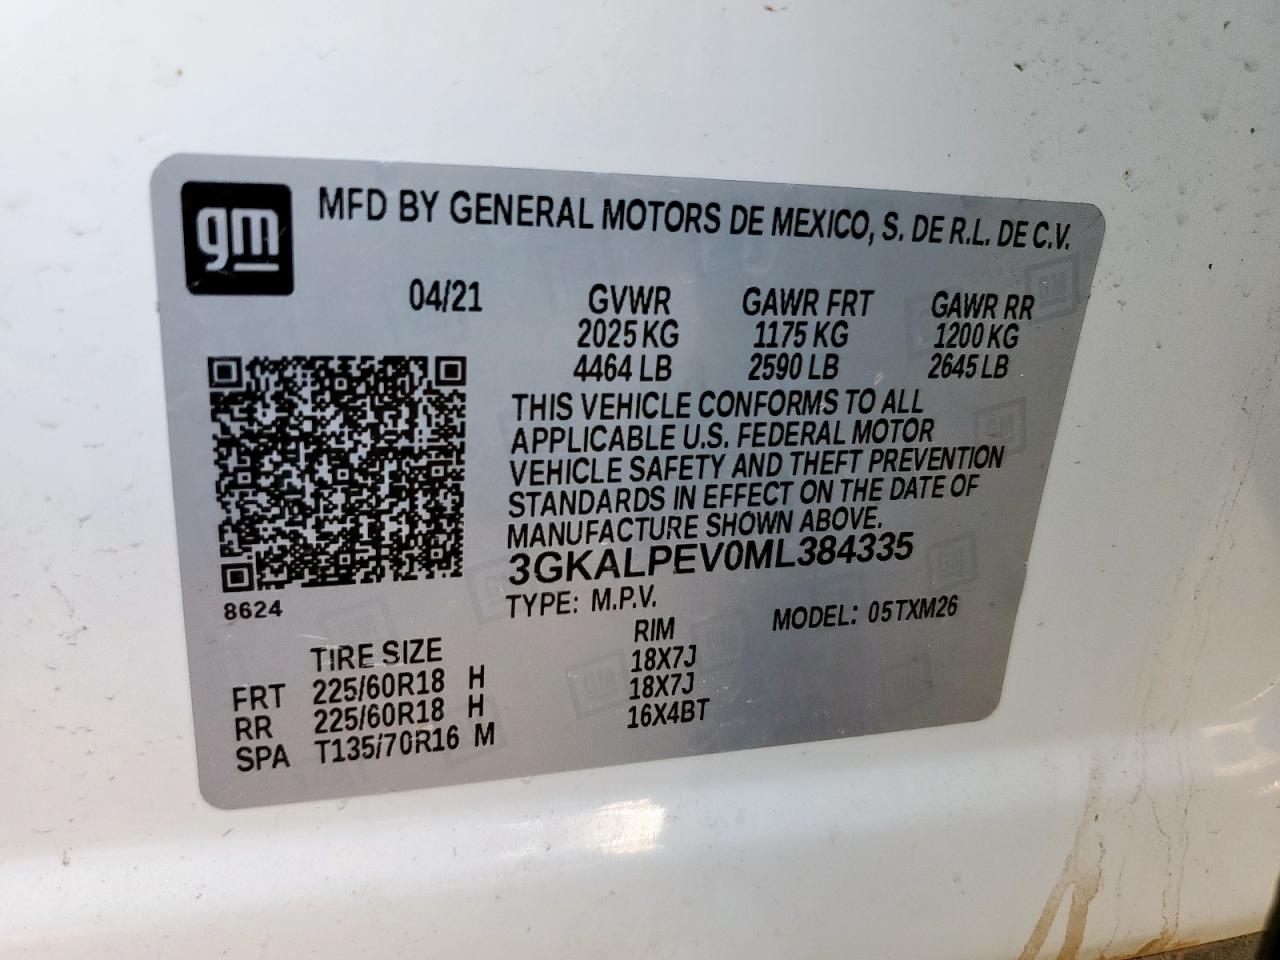 gm
MFD BY GENERAL MOTORS DE MEXICO, S. DE R.L. DE C.V.
04/21 GVWR GAWR FRT GAWR RR
2025 KG 1175 KG 1200 KG
4464 LB 2590 LB 2645 LB
THIS VEHICLE CONFORMS TO ALL
APPLICABLE U.S. FEDERAL MOTOR
VEHICLE SAFETY AND THEFT PREVENTION
STANDARDS IN EFFECT ON THE DATE OF
MANUFACTURE SHOWN ABOVE.
3GKALPEV0ML384335
8624
TYPE: M.P.V. MODEL: 05TXM26
TIRE SIZE RIM
FRT 225/60R18 H 18X7J
RR 225/60R18 H 18X7J
SPA T135/70R16 M 16X4BT